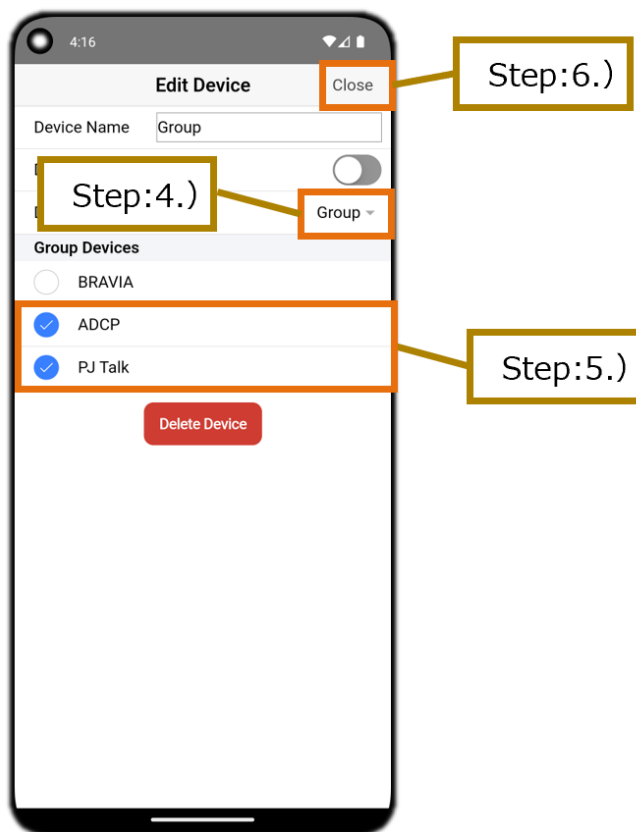 4:16
Edit Device
Close
Step:6.)
Device Name
Group
Step:4.)
Group
Group Devices
BRAVIA
ADCP
PJ Talk
Step:5.)
Delete Device